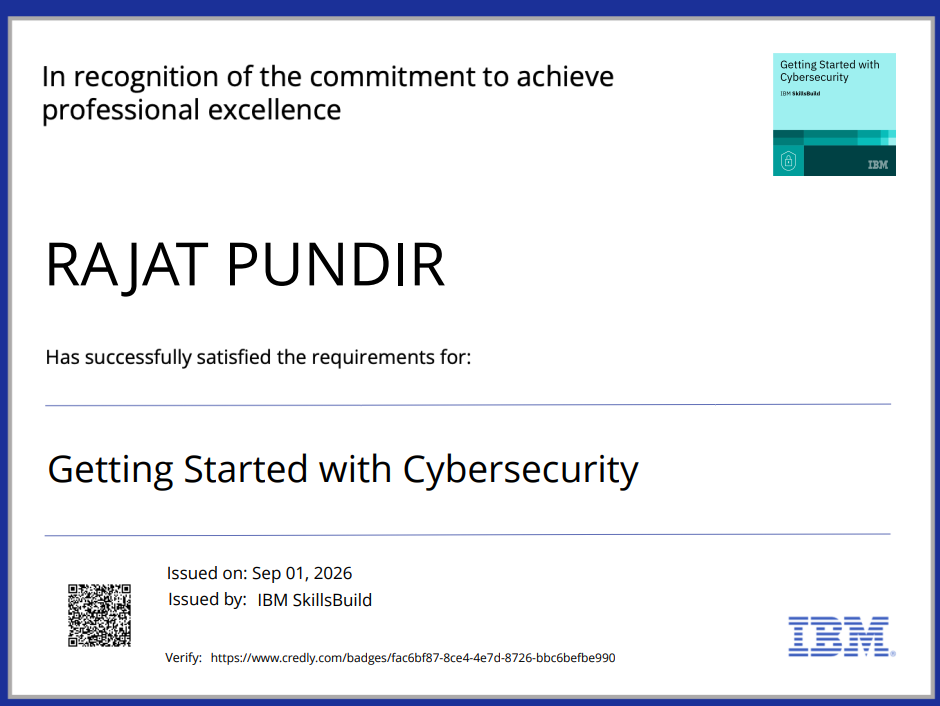 In recognition of the commitment to achieve
professional excellence
Getting Started with
Cybersecurity
IBM SkillsBuild
IBM
RAJAT PUNDIR
Has successfully satisfied the requirements for:
Getting Started with Cybersecurity
Issued on: Sep 01, 2026
Issued by: IBM SkillsBuild
IBM®
Verify: https://www.credly.com/badges/fac6bf87-8ce4-4e7d-8726-bbc6befbe990